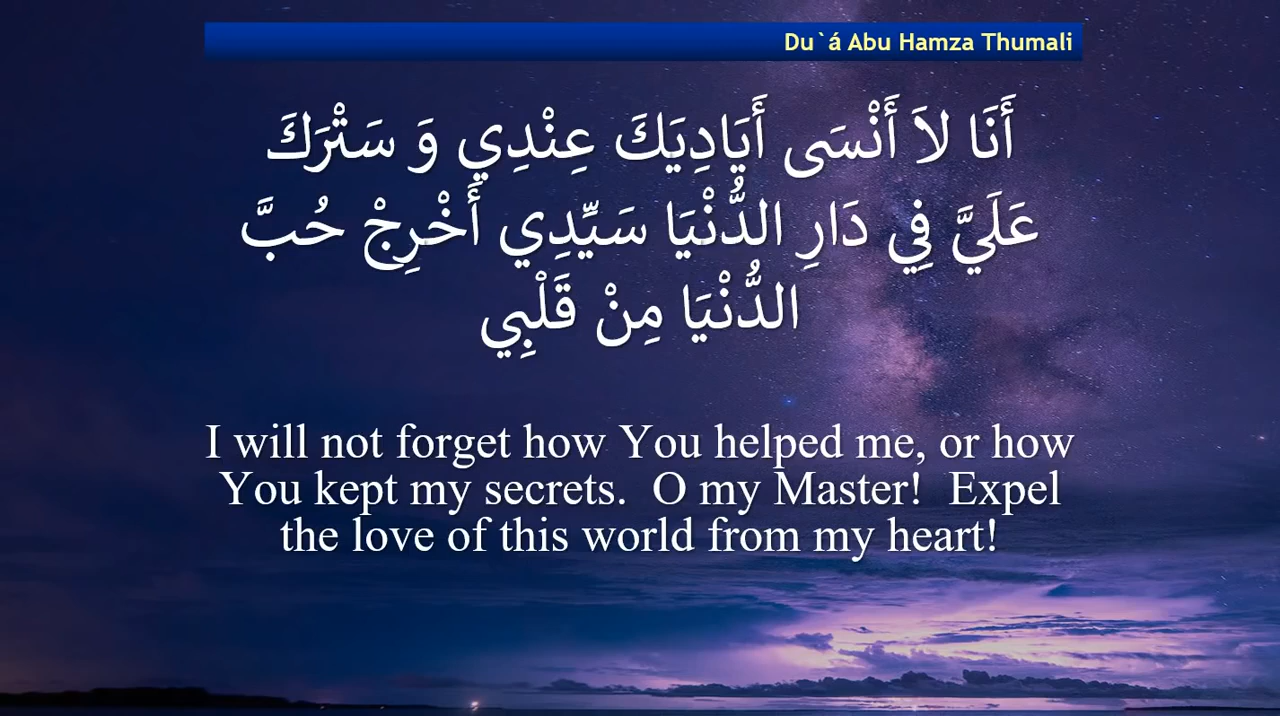 Du`á Abu Hamza Thumali
أَنَا لاَ أَنْسَى أَيَادِيَكَ عِنْدِي وَ سَتْرَكَ
عَلَيَّ فِي دَارِ الدُّنْيَا سَيِّدِي أَخْرِجْ حُبَّ
الدُّنْيَا مِنْ قَلْبِي
I will not forget how You helped me, or how
You kept my secrets.  O my Master!  Expel
the love of this world from my heart!